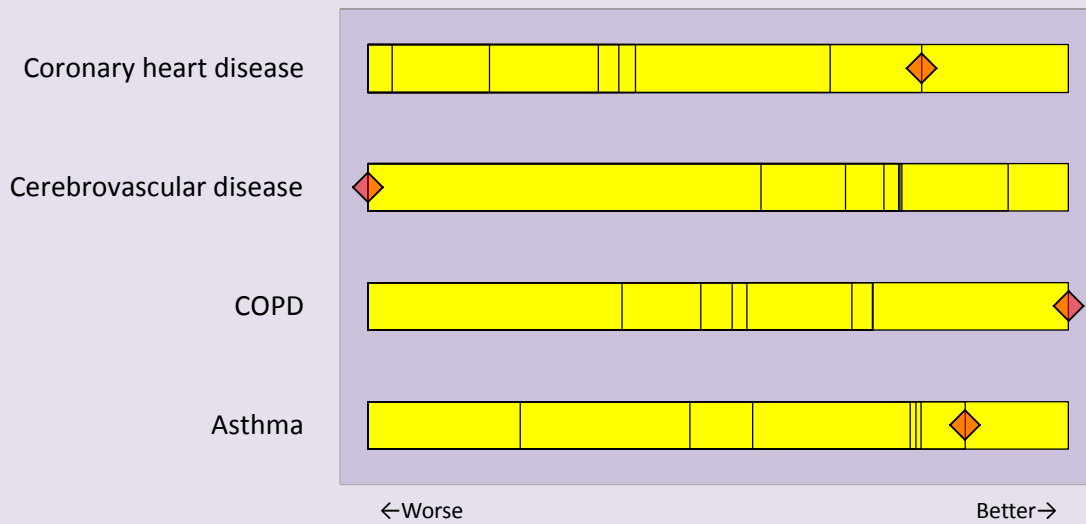 Coronary heart disease
Cerebrovascular disease
COPD
Asthma
←Worse Better→